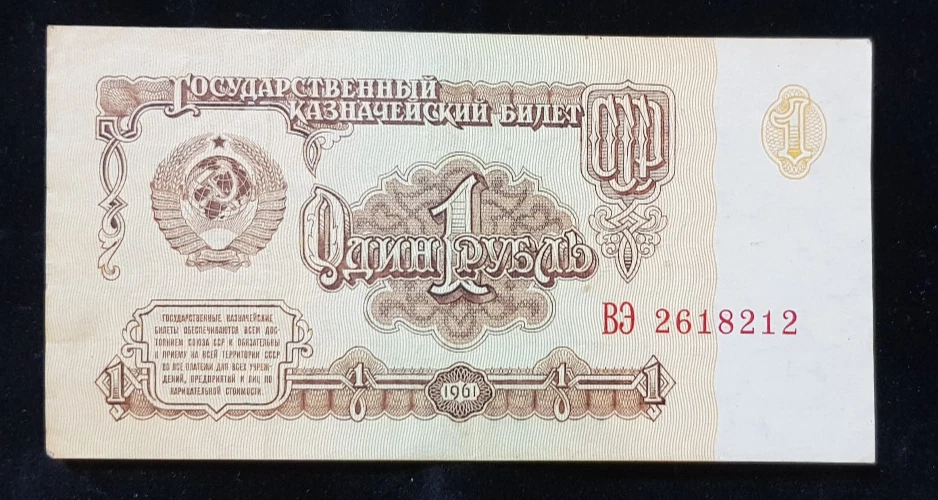 ГОСУДАРСТВЕННЫЙ
КАЗНАЧЕЙСКИЙ БИЛЕТ
СССР
1
ОДИН 1 РУБЛЬ
ВЭ 2618212
ГОСУДАРСТВЕННЫЕ КАЗНАЧЕЙСКИЕ
БИЛЕТЫ ОБЕСПЕЧИВАЮТСЯ ВСЕМ ДОС-
ТОЯНИЕМ СОЮЗА ССР И ОБЯЗАТЕЛЬНЫ
К ПРИЕМУ НА ВСЕЙ ТЕРРИТОРИИ СССР
ВО ВСЕ ПЛАТЕЖИ ДЛЯ ВСЕХ УЧРЕЖ-
ДЕНИЙ, ПРЕДПРИЯТИЙ И ЛИЦ ПО
НАРИЦАТЕЛЬНОЙ СТОИМОСТИ.
1 1 1961 1 1